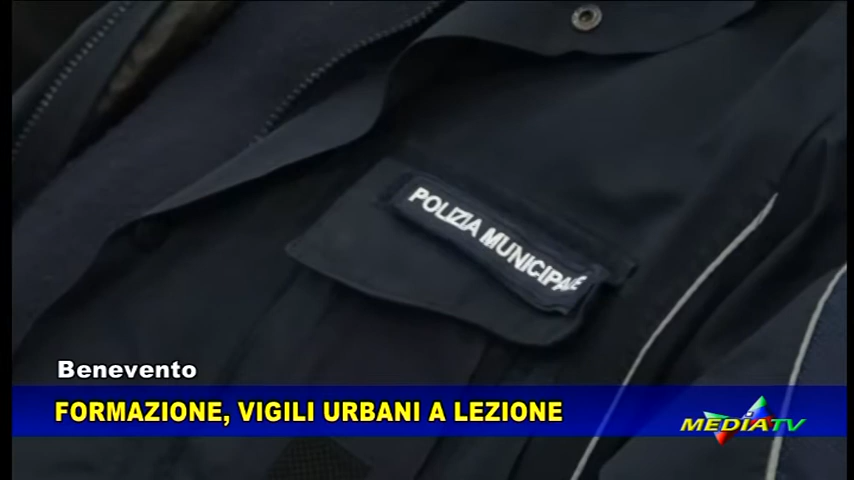 POLIZIA MUNICIPALE
Benevento
FORMAZIONE, VIGILI URBANI A LEZIONE
MEDIATV